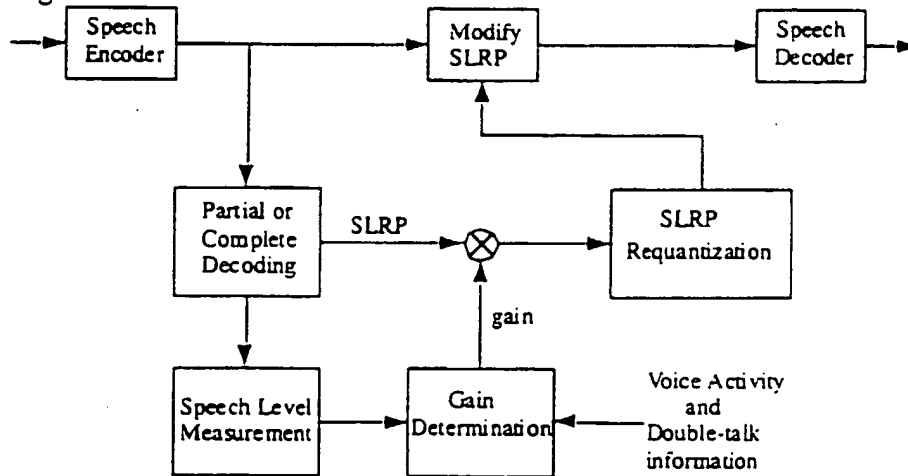 Speech
Encoder
Modify
SLRP
Speech
Decoder
Partial or
Complete
Decoding
SLRP
SLRP
Requantization
gain
Speech Level
Measurement
Gain
Determination
Voice Activity
and
Double-talk
information